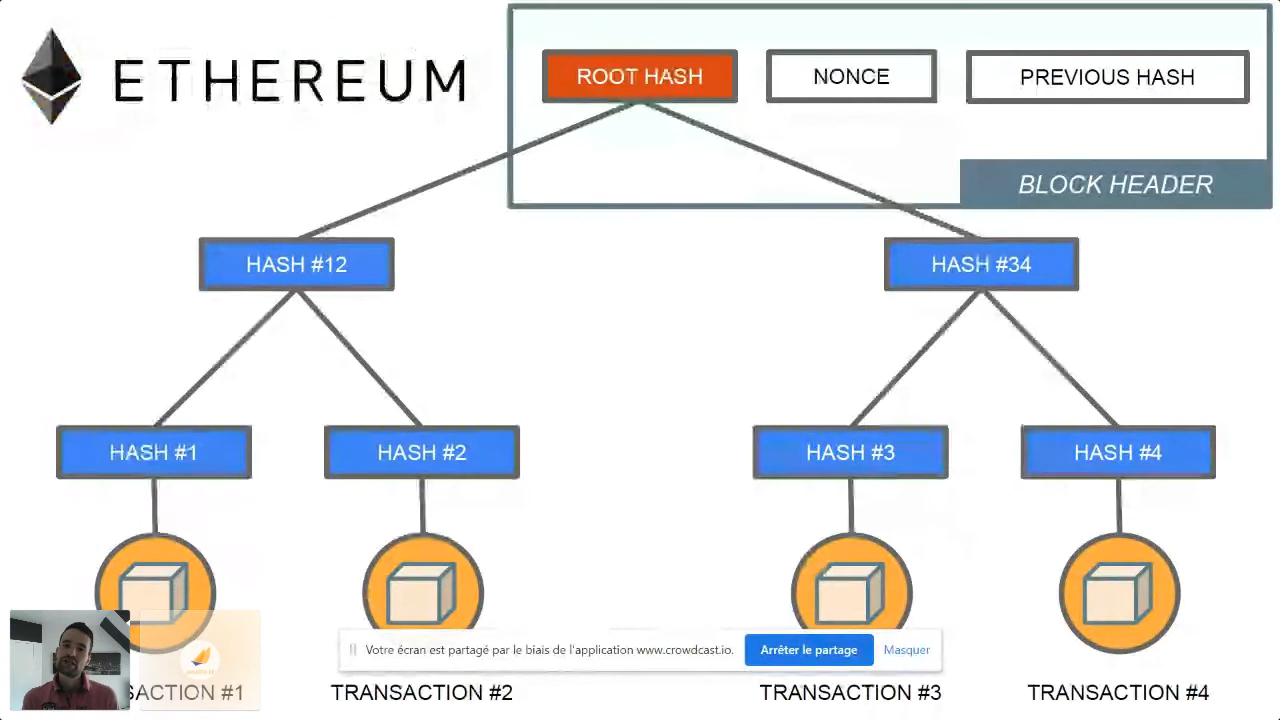 ETHEREUM
ROOT HASH
NONCE
PREVIOUS HASH
BLOCK HEADER
HASH #12
HASH #34
HASH #1
HASH #2
HASH #3
HASH #4
Votre écran est partagé par le biais de l'application www.crowdcast.io.
Arrêter le partage
Masquer
SACTION #1
TRANSACTION #2
TRANSACTION #3
TRANSACTION #4